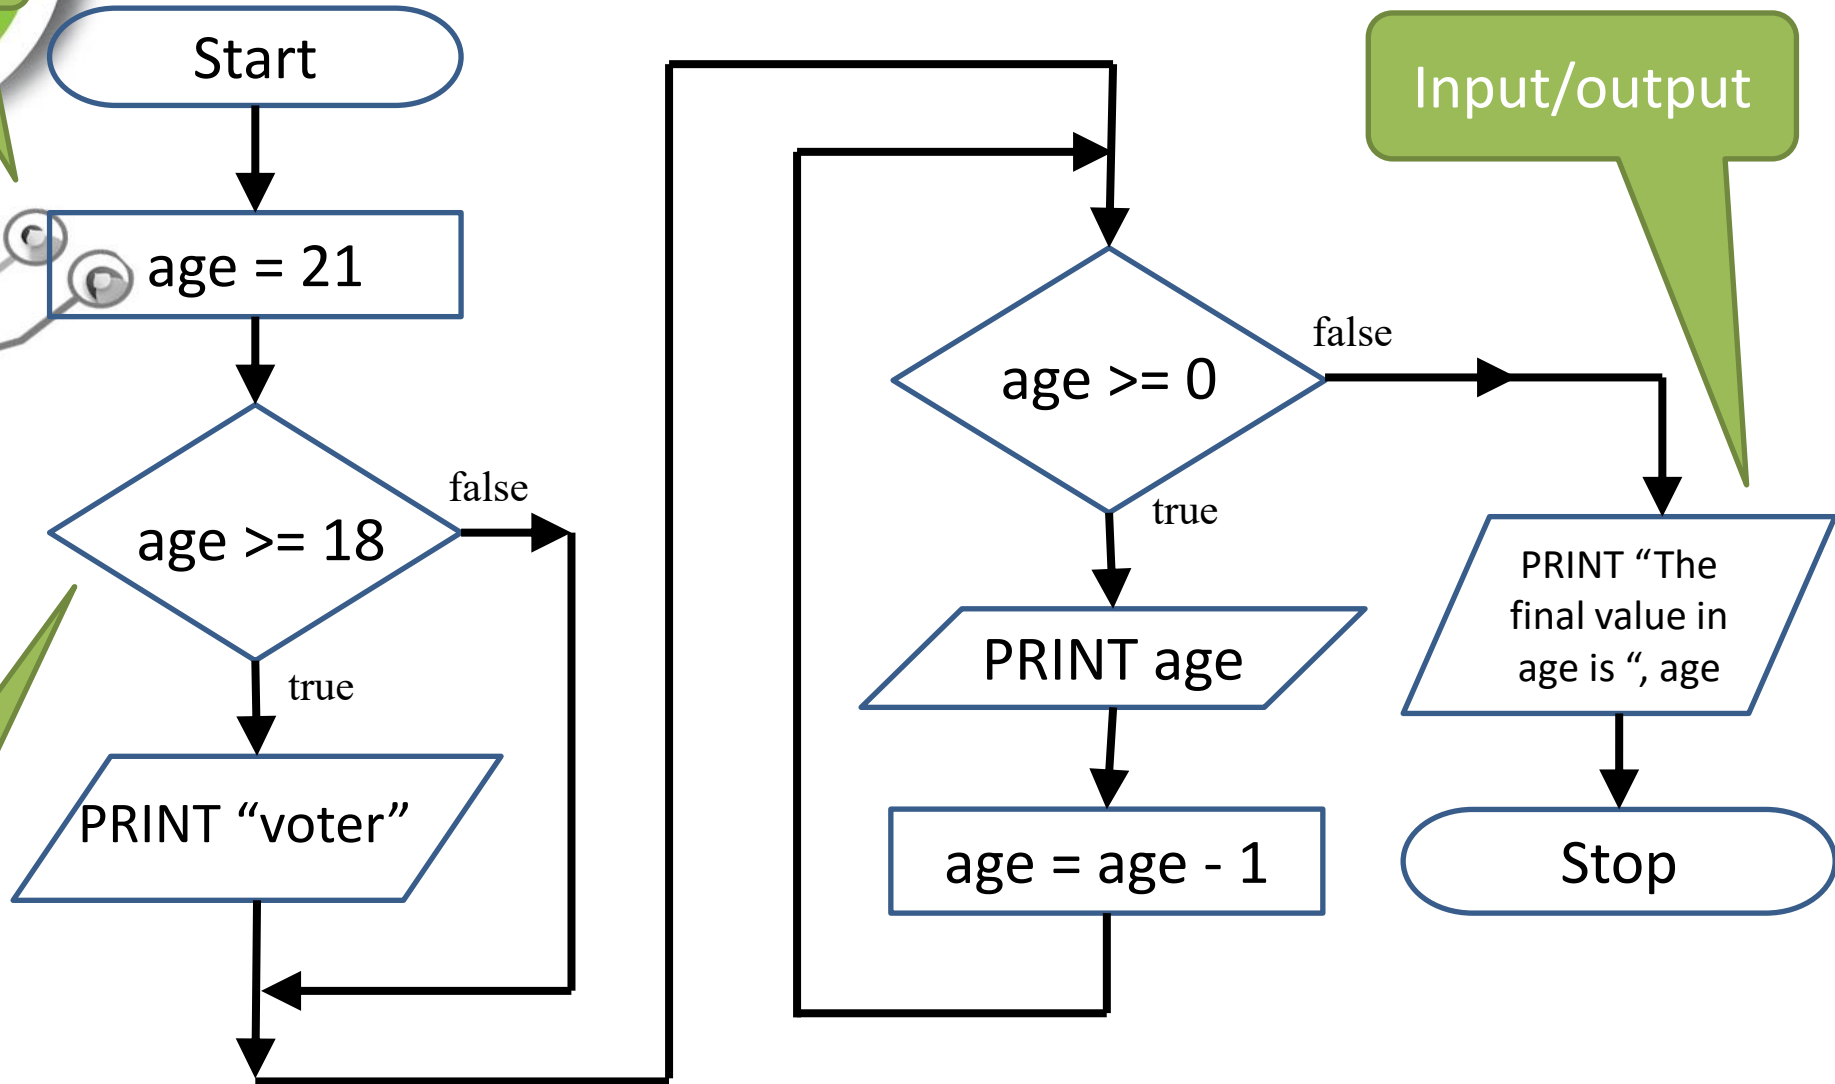 Start
age = 21
age >= 18
false
true
PRINT “voter”
age >= 0
false
true
PRINT age
age = age - 1
Input/output
PRINT “The
final value in
age is “, age
Stop